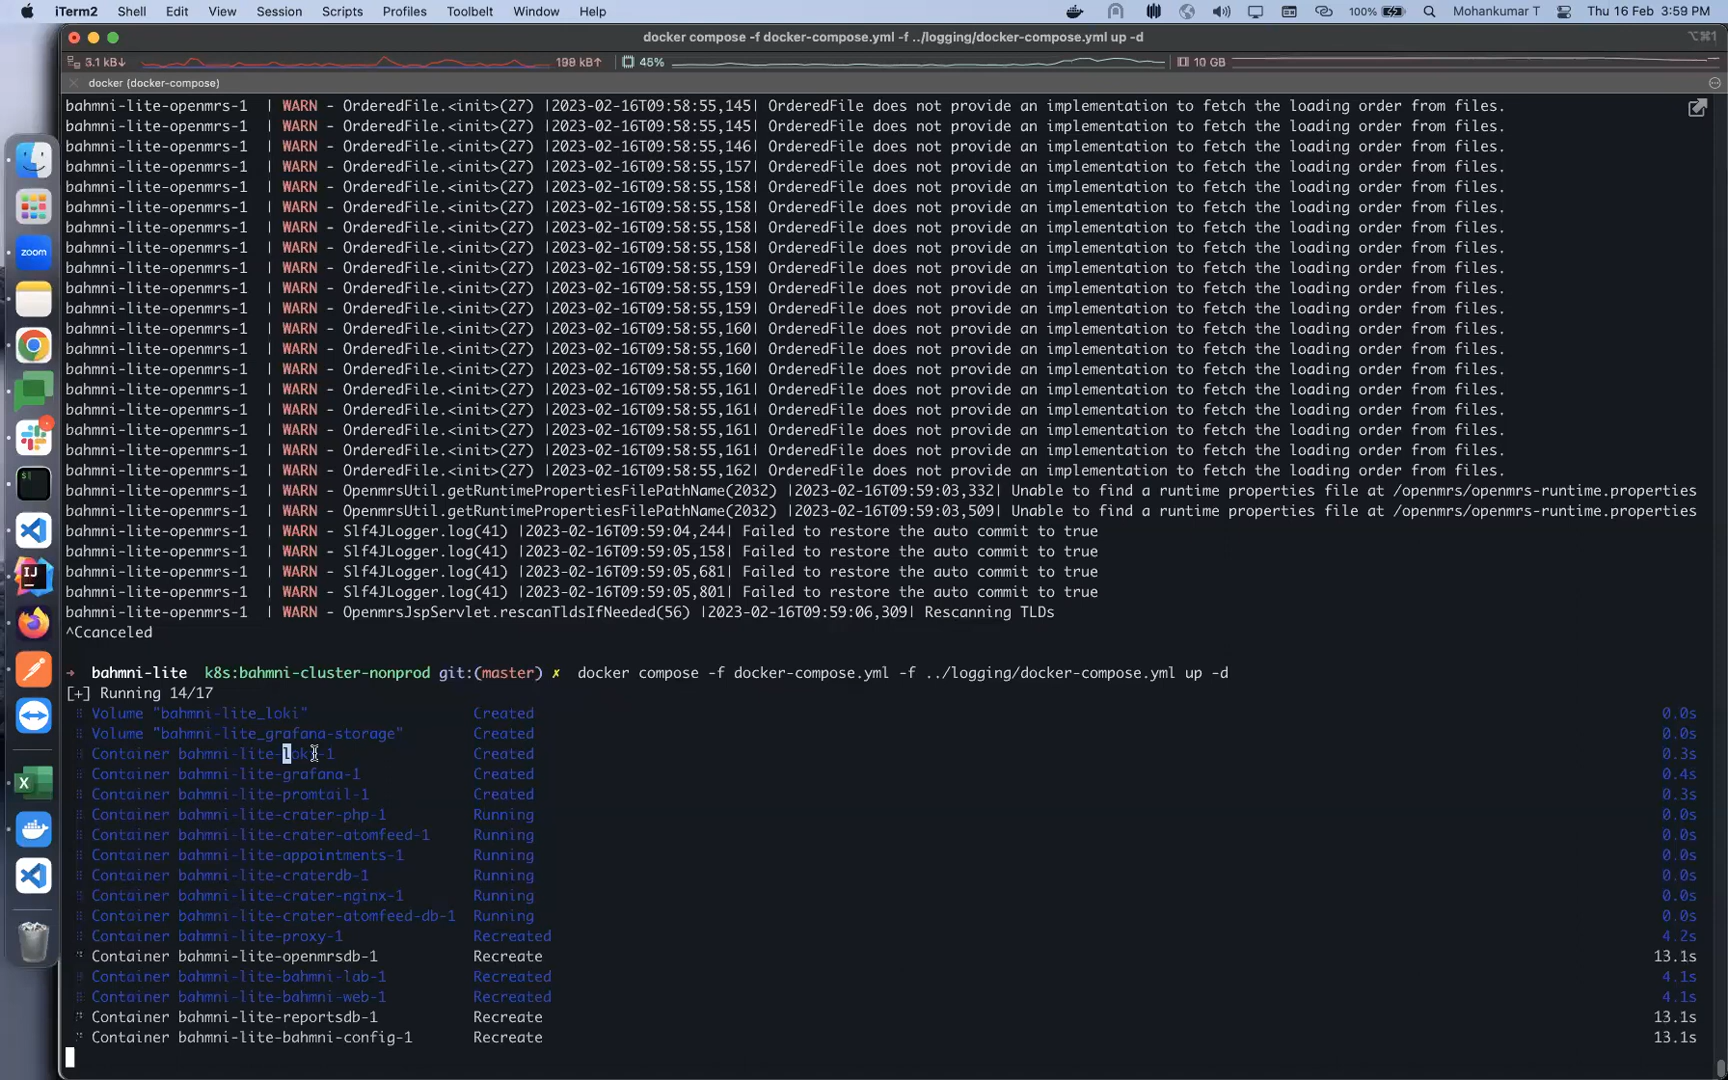 iTerm2 Shell Edit View Session Scripts Profiles Toolbelt Window Help 100% Mohankumar T Thu 16 Feb 3:59 PM
docker compose -f docker-compose.yml -f ../logging/docker-compose.yml up -d ⌥⌘1
3.1 kB↓ 198 kB↑ 45% 10 GB
docker (docker-compose)
bahmni-lite-openmrs-1 | WARN - OrderedFile.<init>(27) |2023-02-16T09:58:55,145| OrderedFile does not provide an implementation to fetch the loading order from files.
bahmni-lite-openmrs-1 | WARN - OrderedFile.<init>(27) |2023-02-16T09:58:55,145| OrderedFile does not provide an implementation to fetch the loading order from files.
bahmni-lite-openmrs-1 | WARN - OrderedFile.<init>(27) |2023-02-16T09:58:55,146| OrderedFile does not provide an implementation to fetch the loading order from files.
bahmni-lite-openmrs-1 | WARN - OrderedFile.<init>(27) |2023-02-16T09:58:55,157| OrderedFile does not provide an implementation to fetch the loading order from files.
bahmni-lite-openmrs-1 | WARN - OrderedFile.<init>(27) |2023-02-16T09:58:55,158| OrderedFile does not provide an implementation to fetch the loading order from files.
bahmni-lite-openmrs-1 | WARN - OrderedFile.<init>(27) |2023-02-16T09:58:55,158| OrderedFile does not provide an implementation to fetch the loading order from files.
bahmni-lite-openmrs-1 | WARN - OrderedFile.<init>(27) |2023-02-16T09:58:55,158| OrderedFile does not provide an implementation to fetch the loading order from files.
bahmni-lite-openmrs-1 | WARN - OrderedFile.<init>(27) |2023-02-16T09:58:55,158| OrderedFile does not provide an implementation to fetch the loading order from files.
bahmni-lite-openmrs-1 | WARN - OrderedFile.<init>(27) |2023-02-16T09:58:55,159| OrderedFile does not provide an implementation to fetch the loading order from files.
bahmni-lite-openmrs-1 | WARN - OrderedFile.<init>(27) |2023-02-16T09:58:55,159| OrderedFile does not provide an implementation to fetch the loading order from files.
bahmni-lite-openmrs-1 | WARN - OrderedFile.<init>(27) |2023-02-16T09:58:55,159| OrderedFile does not provide an implementation to fetch the loading order from files.
bahmni-lite-openmrs-1 | WARN - OrderedFile.<init>(27) |2023-02-16T09:58:55,160| OrderedFile does not provide an implementation to fetch the loading order from files.
bahmni-lite-openmrs-1 | WARN - OrderedFile.<init>(27) |2023-02-16T09:58:55,160| OrderedFile does not provide an implementation to fetch the loading order from files.
bahmni-lite-openmrs-1 | WARN - OrderedFile.<init>(27) |2023-02-16T09:58:55,160| OrderedFile does not provide an implementation to fetch the loading order from files.
bahmni-lite-openmrs-1 | WARN - OrderedFile.<init>(27) |2023-02-16T09:58:55,161| OrderedFile does not provide an implementation to fetch the loading order from files.
bahmni-lite-openmrs-1 | WARN - OrderedFile.<init>(27) |2023-02-16T09:58:55,161| OrderedFile does not provide an implementation to fetch the loading order from files.
bahmni-lite-openmrs-1 | WARN - OrderedFile.<init>(27) |2023-02-16T09:58:55,161| OrderedFile does not provide an implementation to fetch the loading order from files.
bahmni-lite-openmrs-1 | WARN - OrderedFile.<init>(27) |2023-02-16T09:58:55,161| OrderedFile does not provide an implementation to fetch the loading order from files.
bahmni-lite-openmrs-1 | WARN - OrderedFile.<init>(27) |2023-02-16T09:58:55,162| OrderedFile does not provide an implementation to fetch the loading order from files.
bahmni-lite-openmrs-1 | WARN - OpenmrsUtil.getRuntimePropertiesFilePathName(2032) |2023-02-16T09:59:03,332| Unable to find a runtime properties file at /openmrs/openmrs-runtime.properties
bahmni-lite-openmrs-1 | WARN - OpenmrsUtil.getRuntimePropertiesFilePathName(2032) |2023-02-16T09:59:03,509| Unable to find a runtime properties file at /openmrs/openmrs-runtime.properties
bahmni-lite-openmrs-1 | WARN - Slf4JLogger.log(41) |2023-02-16T09:59:04,244| Failed to restore the auto commit to true
bahmni-lite-openmrs-1 | WARN - Slf4JLogger.log(41) |2023-02-16T09:59:05,158| Failed to restore the auto commit to true
bahmni-lite-openmrs-1 | WARN - Slf4JLogger.log(41) |2023-02-16T09:59:05,681| Failed to restore the auto commit to true
bahmni-lite-openmrs-1 | WARN - Slf4JLogger.log(41) |2023-02-16T09:59:05,801| Failed to restore the auto commit to true
bahmni-lite-openmrs-1 | WARN - OpenmrsJspServlet.rescanTldsIfNeeded(56) |2023-02-16T09:59:06,309| Rescanning TLDs
^Ccanceled
→ bahmni-lite k8s:bahmni-cluster-nonprod git:(master) ✗ docker compose -f docker-compose.yml -f ../logging/docker-compose.yml up -d
[+] Running 14/17
Volume "bahmni-lite_loki" Created 0.0s
Volume "bahmni-lite_grafana-storage" Created 0.0s
Container bahmni-lite-loki-1 Created 0.3s
Container bahmni-lite-grafana-1 Created 0.4s
Container bahmni-lite-promtail-1 Created 0.3s
Container bahmni-lite-crater-php-1 Running 0.0s
Container bahmni-lite-crater-atomfeed-1 Running 0.0s
Container bahmni-lite-appointments-1 Running 0.0s
Container bahmni-lite-craterdb-1 Running 0.0s
Container bahmni-lite-crater-nginx-1 Running 0.0s
Container bahmni-lite-crater-atomfeed-db-1 Running 0.0s
Container bahmni-lite-proxy-1 Recreated 4.2s
Container bahmni-lite-openmrsdb-1 Recreate 13.1s
Container bahmni-lite-bahmni-lab-1 Recreated 4.1s
Container bahmni-lite-bahmni-web-1 Recreated 4.1s
Container bahmni-lite-reportsdb-1 Recreate 13.1s
Container bahmni-lite-bahmni-config-1 Recreate 13.1s
zoom
IJ